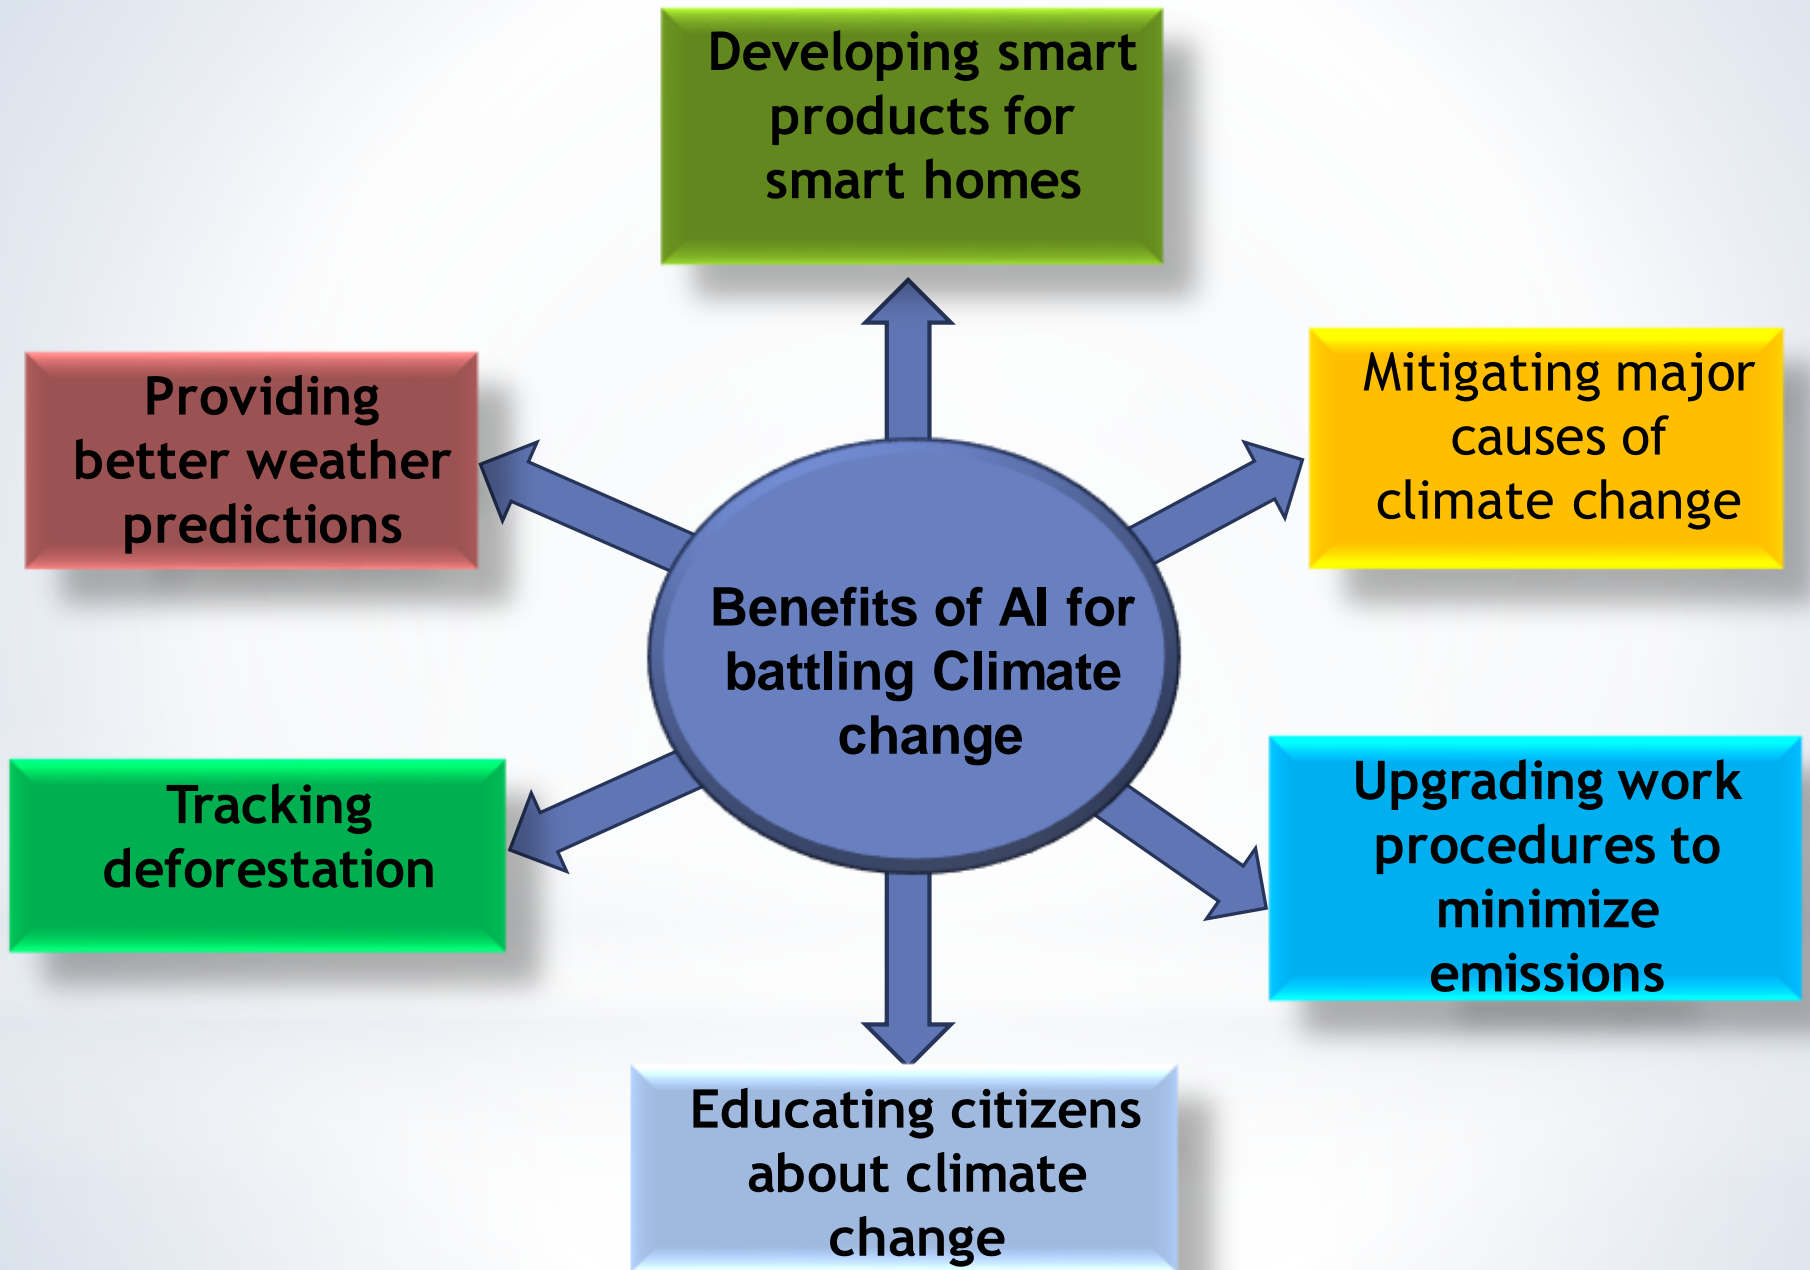 Developing smart
products for
smart homes
Providing
better weather
predictions
Mitigating major
causes of
climate change
Benefits of AI for
battling Climate
change
Tracking
deforestation
Upgrading work
procedures to
minimize
emissions
Educating citizens
about climate
change